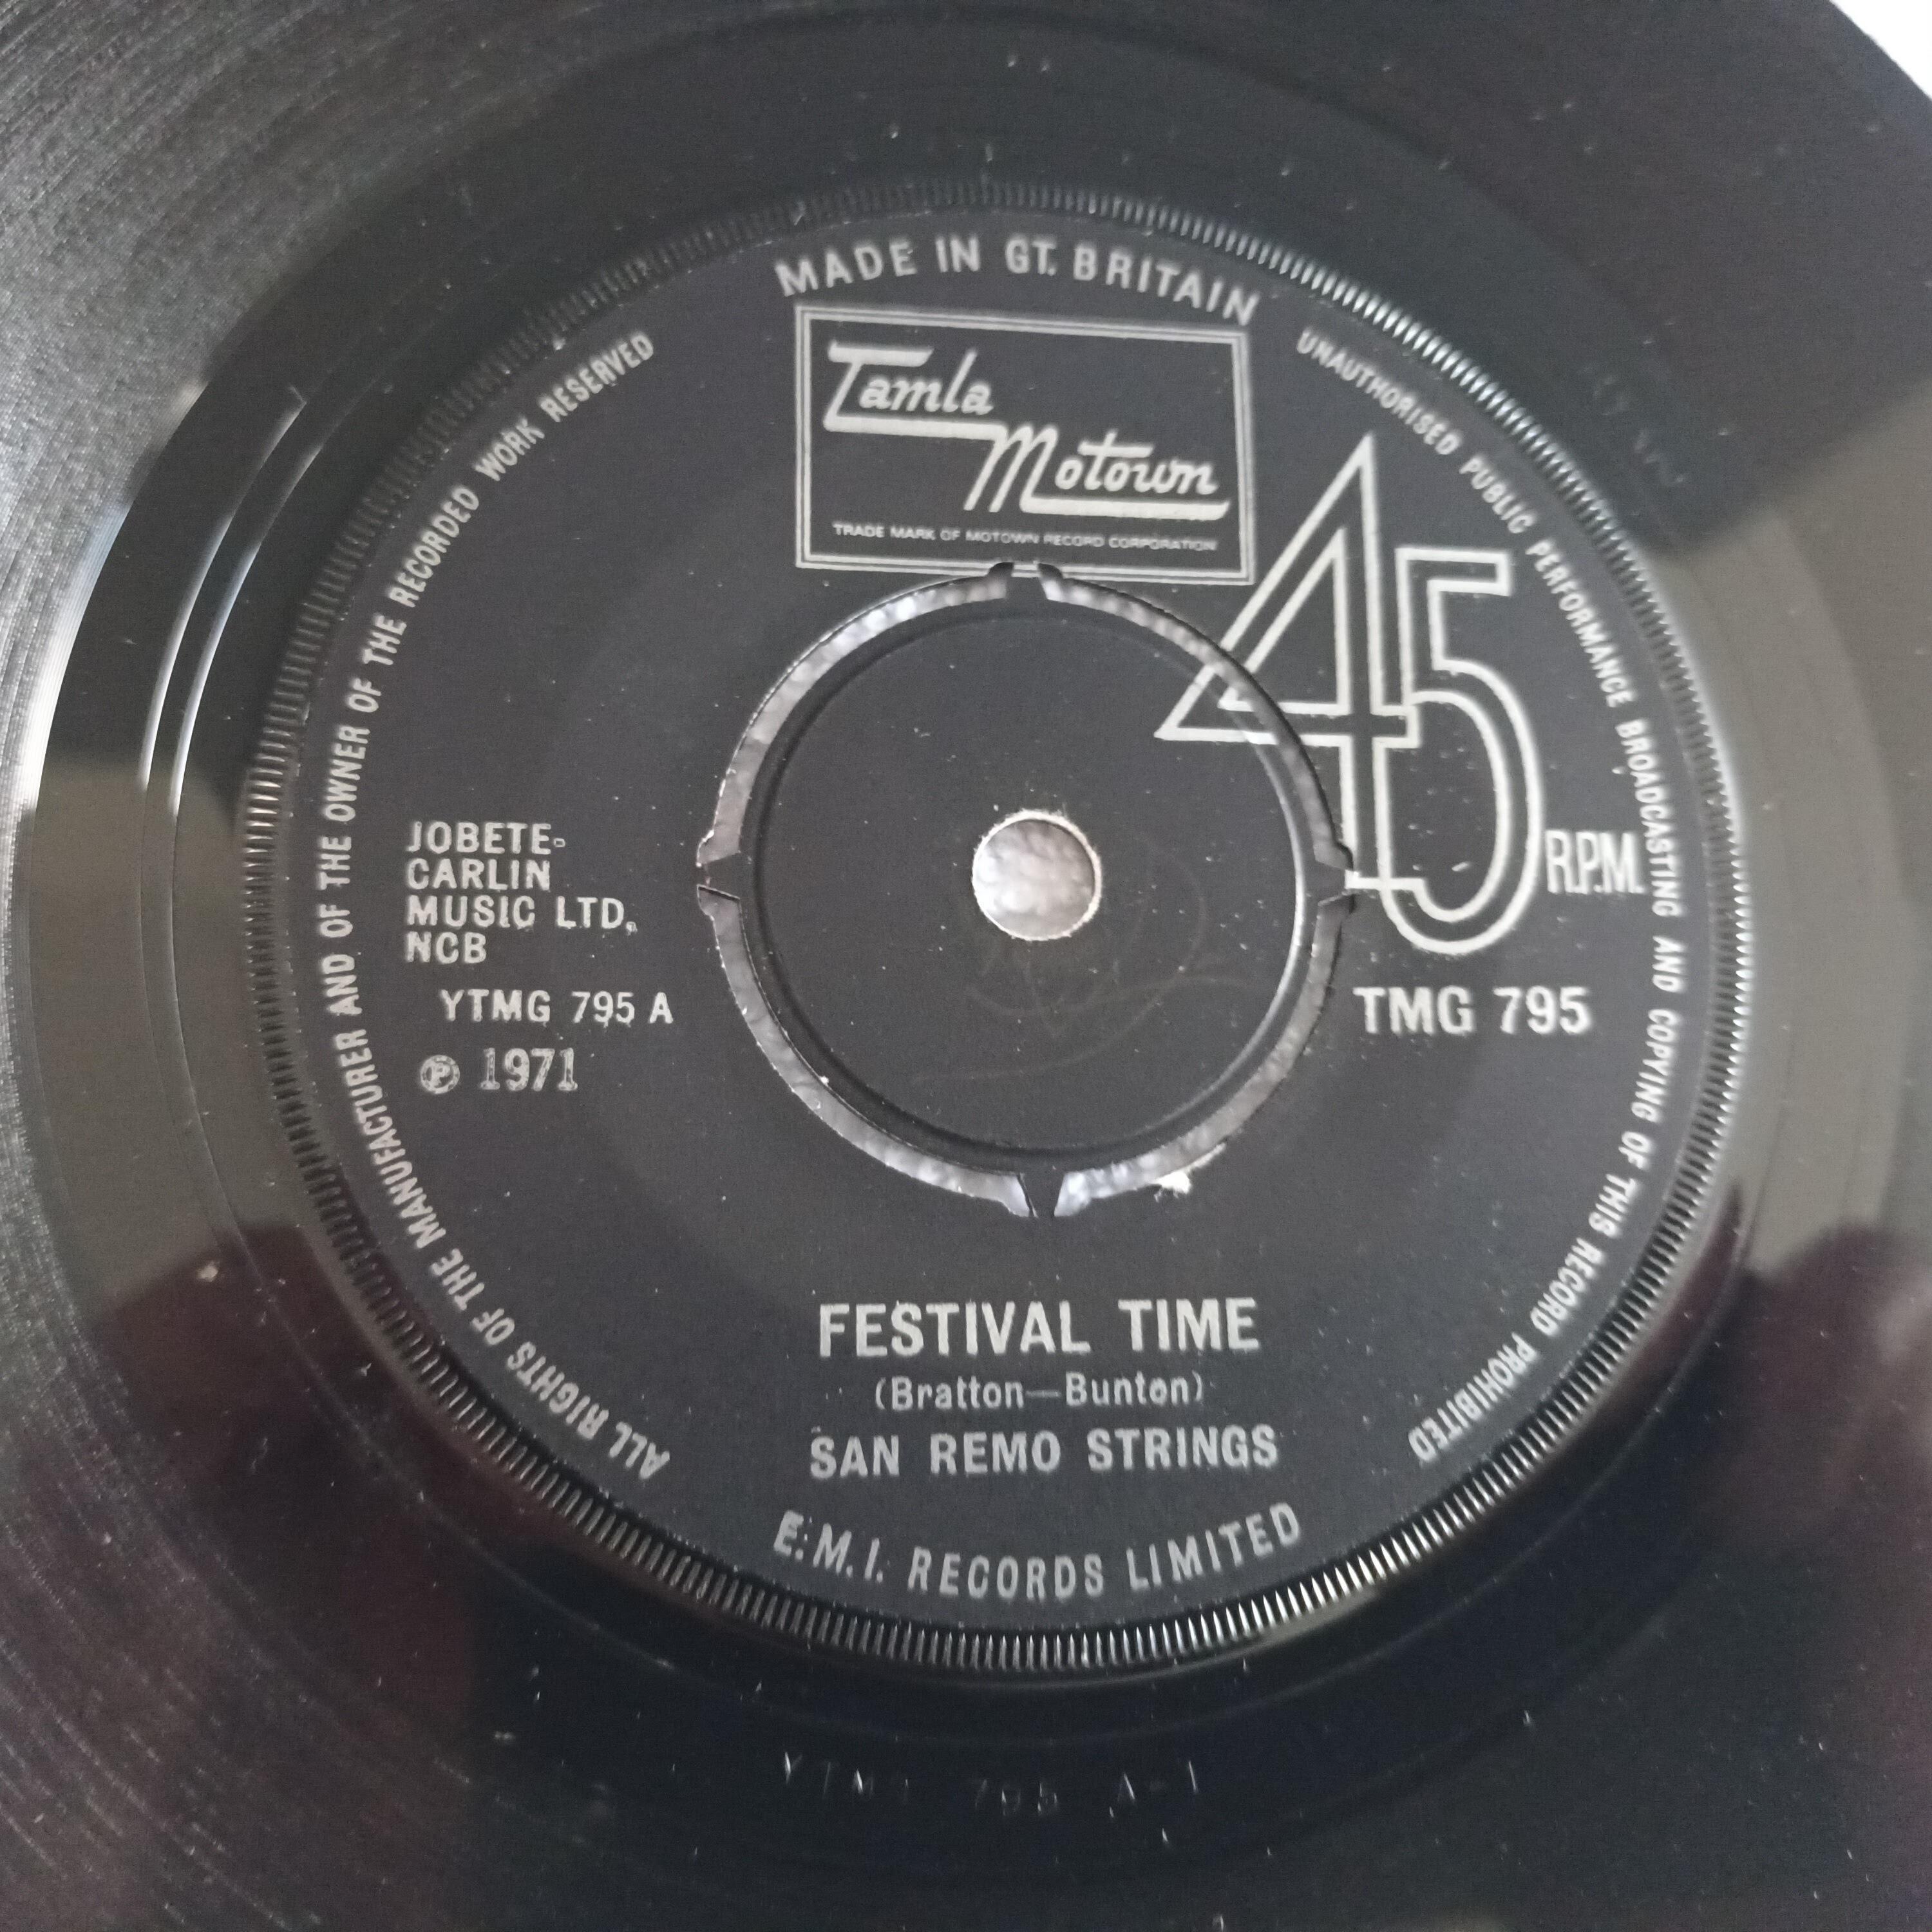 MADE IN GT. BRITAIN
Tamla
Motown
TRADE MARK OF MOTOWN RECORD CORPORATION
UNAUTHORISED PUBLIC PERFORMANCE BROADCASTING AND COPYING OF THIS RECORD PROHIBITED
ALL RIGHTS OF THE MANUFACTURER AND OF THE OWNER OF THE RECORDED WORK RESERVED
45
R.P.M.
JOBETE-
CARLIN
MUSIC LTD.
NCB
YTMG 795 A
℗ 1971
TMG 795
FESTIVAL TIME
(Bratton—Bunton)
SAN REMO STRINGS
E.M.I. RECORDS LIMITED
795 A-1